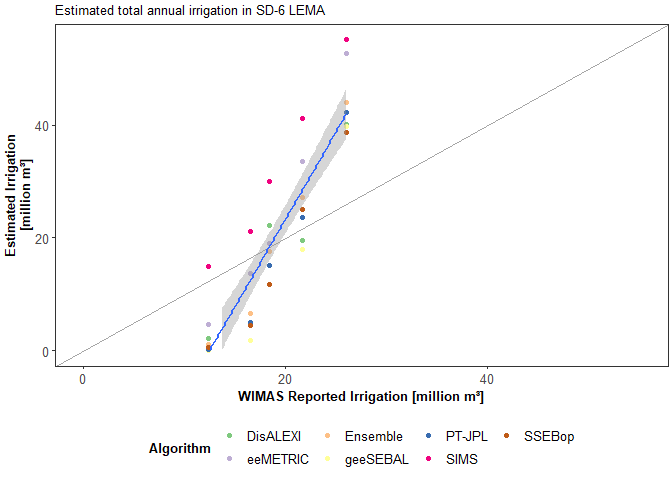 Estimated total annual irrigation in SD-6 LEMA
Estimated Irrigation
[million m³]
40
20
0
0 20 40
WIMAS Reported Irrigation [million m³]
Algorithm
DisALEXI Ensemble PT-JPL SSEBop
eeMETRIC geeSEBAL SIMS